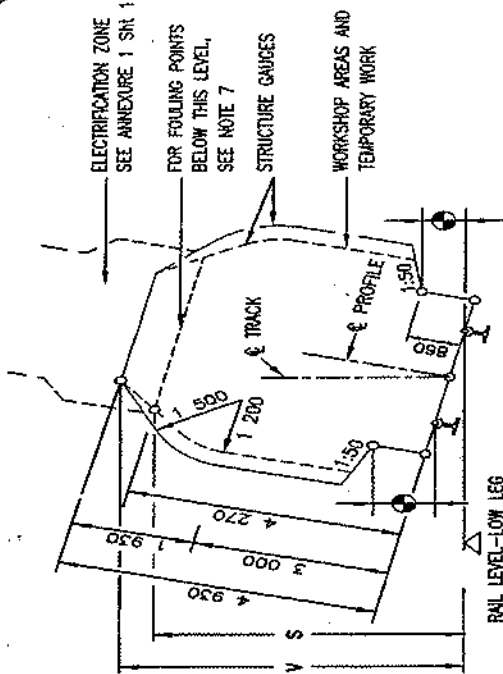 ELECTRIFICATION ZONE
SEE ANNEXURE 1 Sht 1
FOR FOULING POINTS
BELOW THIS LEVEL,
SEE NOTE 7
STRUCTURE GAUGES
WORKSHOP AREAS AND
TEMPORARY WORK
1:50
℄ PROFILE
860
℄ TRACK
1 500
1 200
1:50
4 270
1 930
3 000
4 930
S
V
RAIL LEVEL-LOW LEG